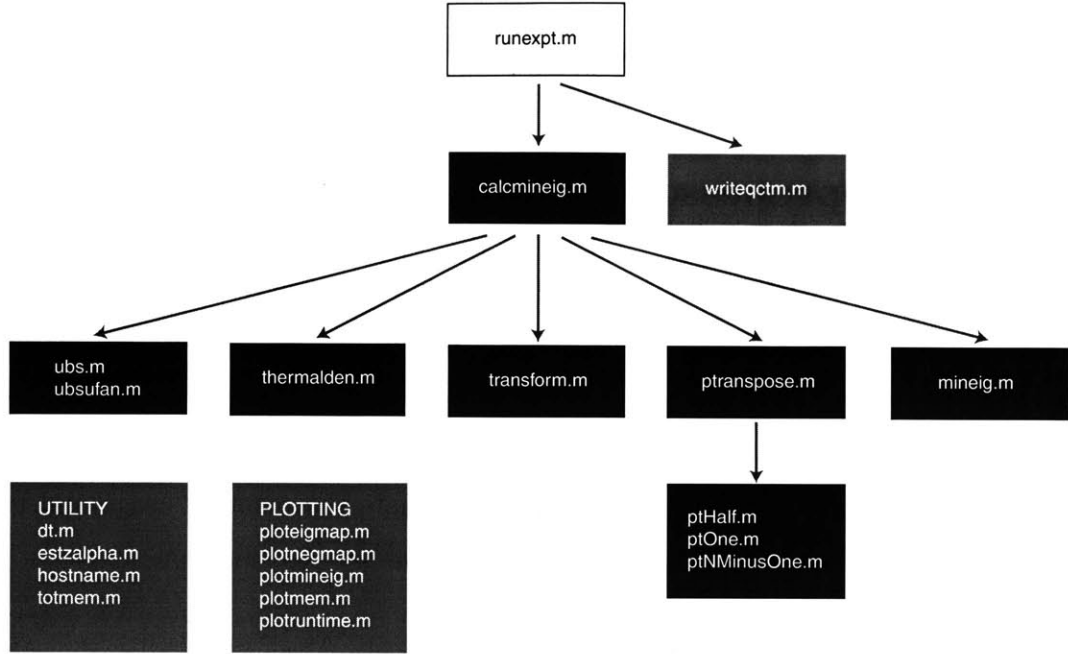 runexpt.m
calcmineig.m
writeqctm.m
ubs.m
ubsufan.m
thermalden.m
transform.m
ptranspose.m
mineig.m
UTILITY
dt.m
estzalpha.m
hostname.m
totmem.m
PLOTTING
ploteigmap.m
plotnegmap.m
plotmineig.m
plotmem.m
plotruntime.m
ptHalf.m
ptOne.m
ptNMinusOne.m